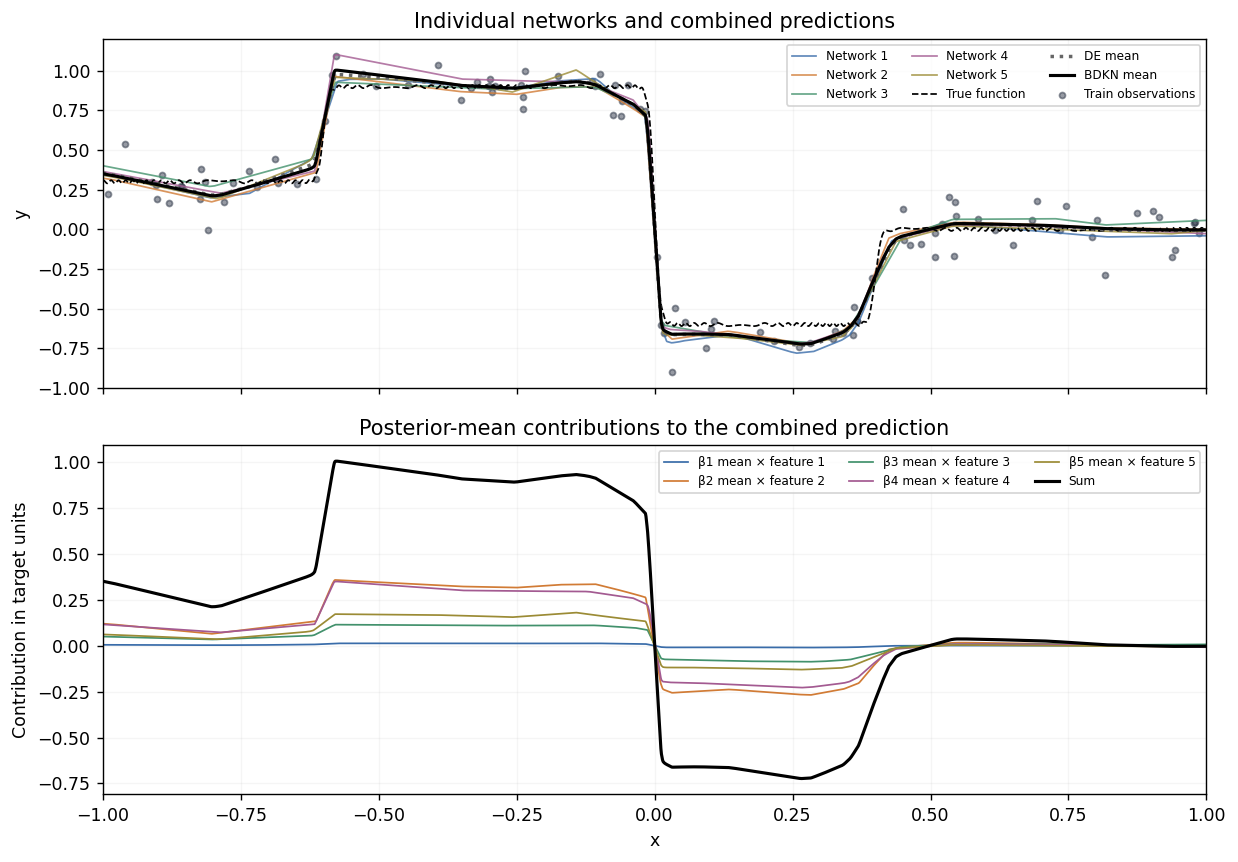 Individual networks and combined predictions
y
1.00
0.75
0.50
0.25
0.00
−0.25
−0.50
−0.75
−1.00
Network 1
Network 2
Network 3
Network 4
Network 5
True function
DE mean
BDKN mean
Train observations
Posterior-mean contributions to the combined prediction
Contribution in target units
1.00
0.75
0.50
0.25
0.00
−0.25
−0.50
−0.75
β1 mean × feature 1
β2 mean × feature 2
β3 mean × feature 3
β4 mean × feature 4
β5 mean × feature 5
Sum
−1.00 −0.75 −0.50 −0.25 0.00 0.25 0.50 0.75 1.00
x